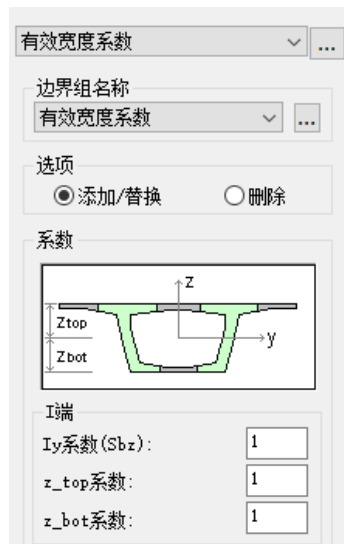 有效宽度系数
...
边界组名称
有效宽度系数
...
选项
添加/替换 删除
系数
z
Ztop
y
Zbot
I端
Iy系数(Sbz): 1
z_top系数: 1
z_bot系数: 1